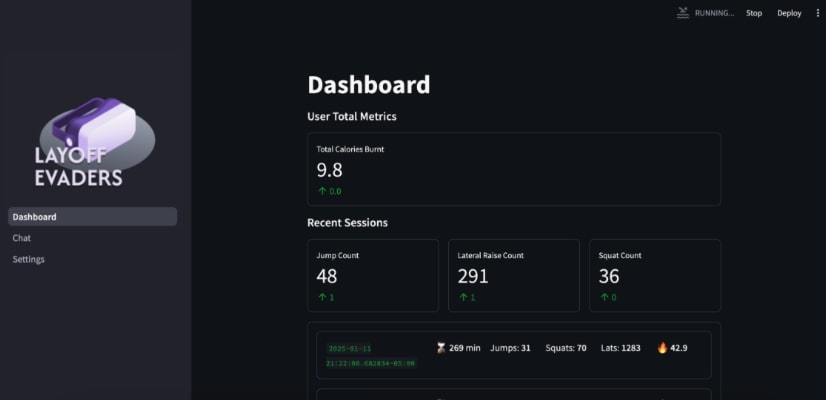 RUNNING...
Stop
Deploy
LAYOFF
EVADERS
Dashboard
Chat
Settings
Dashboard
User Total Metrics
Total Calories Burnt
9.8
↑ 0.0
Recent Sessions
Jump Count
48
↑ 1
Lateral Raise Count
291
↑ 1
Squat Count
36
↑ 0
2025-01-11
21:22:06.682834-05:00
269 min
Jumps: 31
Squats: 70
Lats: 1283
42.9